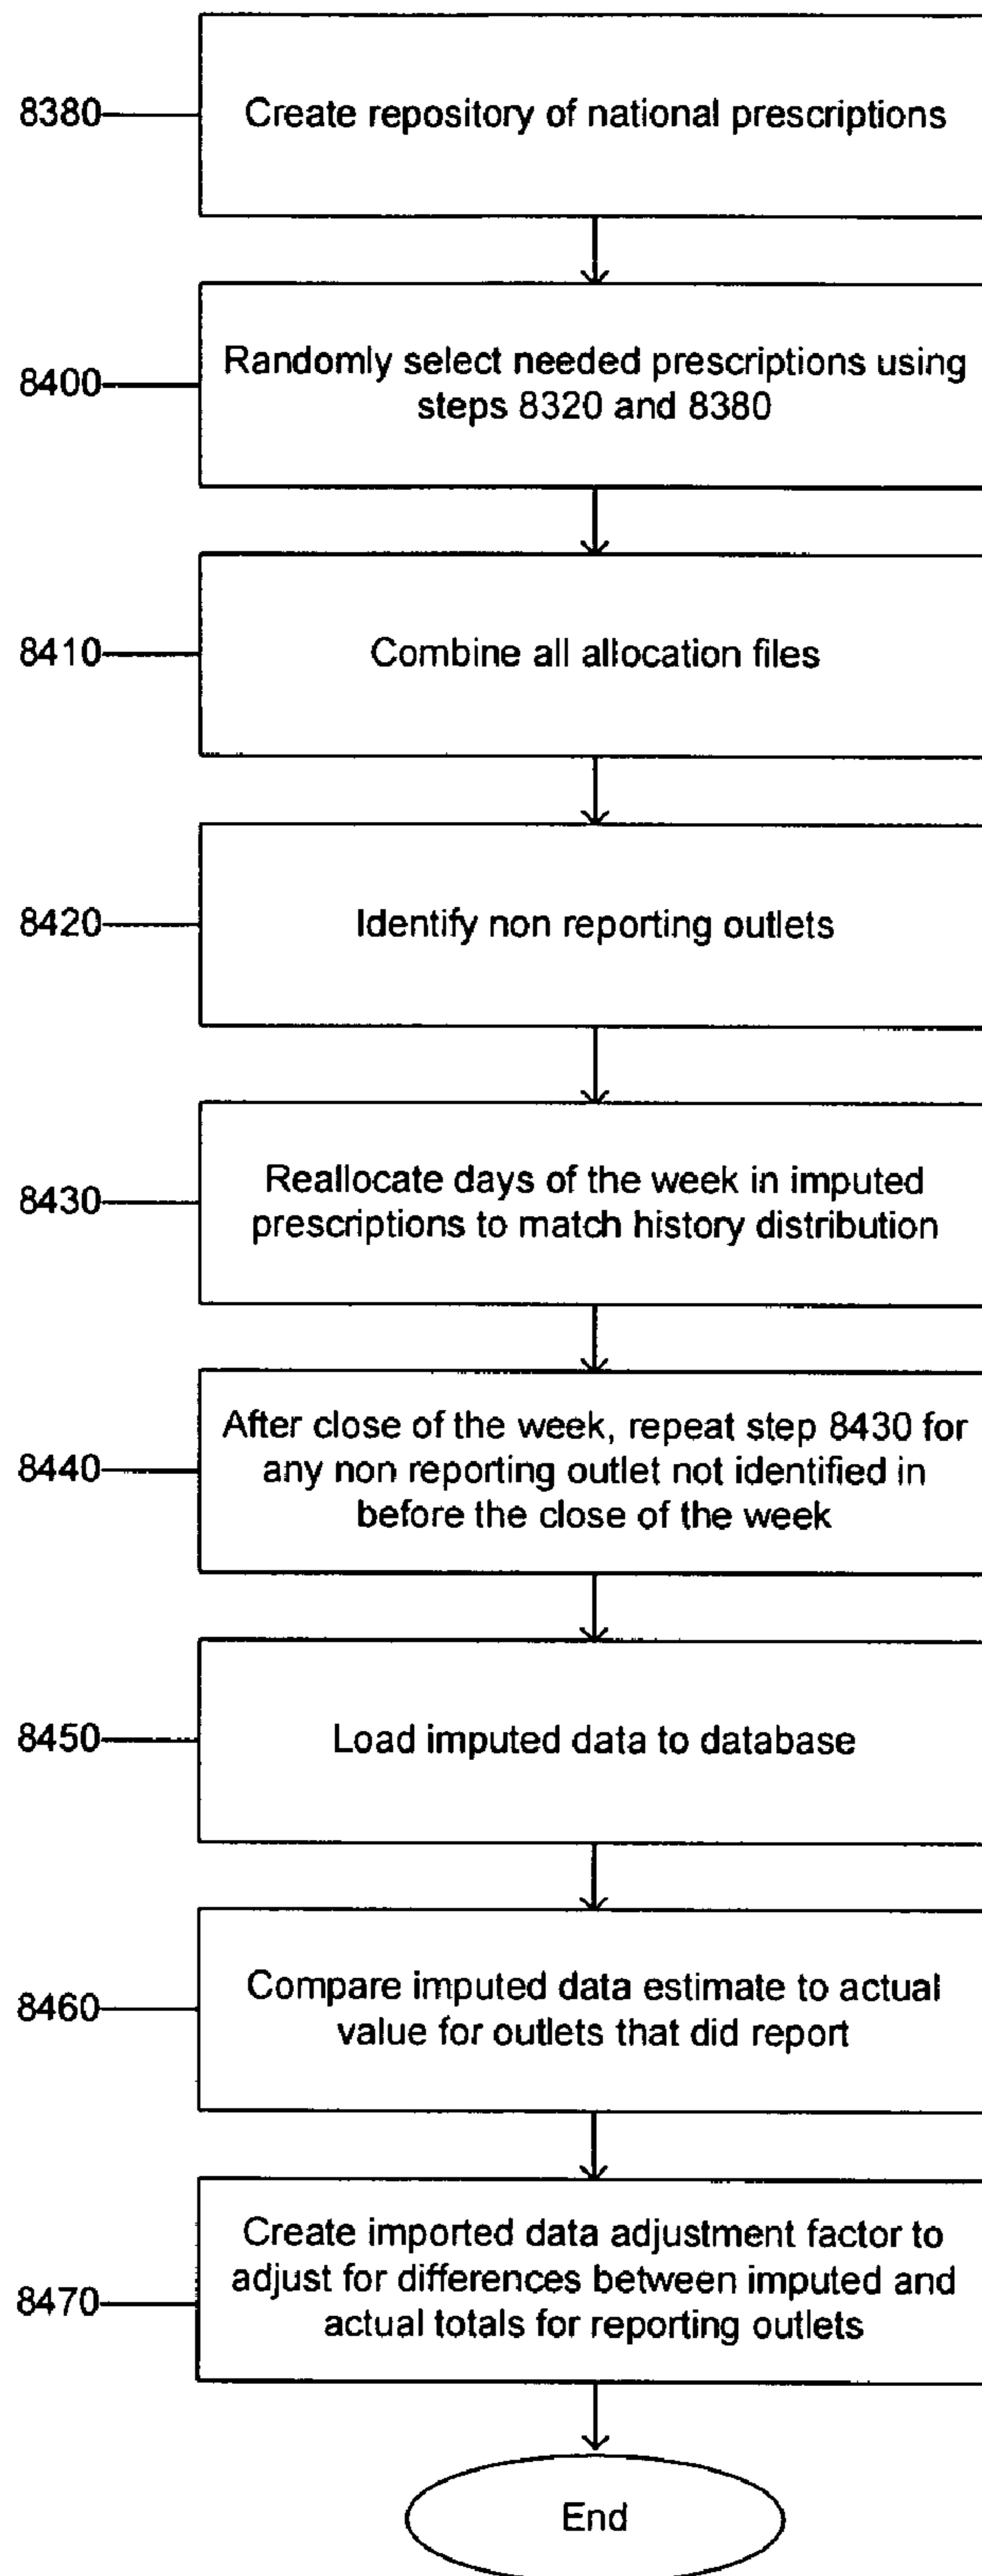 8380
Create repository of national prescriptions
8400
Randomly select needed prescriptions using
steps 8320 and 8380
8410
Combine all allocation files
8420
Identify non reporting outlets
8430
Reallocate days of the week in imputed
prescriptions to match history distribution
8440
After close of the week, repeat step 8430 for
any non reporting outlet not identified in
before the close of the week
8450
Load imputed data to database
8460
Compare imputed data estimate to actual
value for outlets that did report
8470
Create imported data adjustment factor to
adjust for differences between imputed and
actual totals for reporting outlets
End